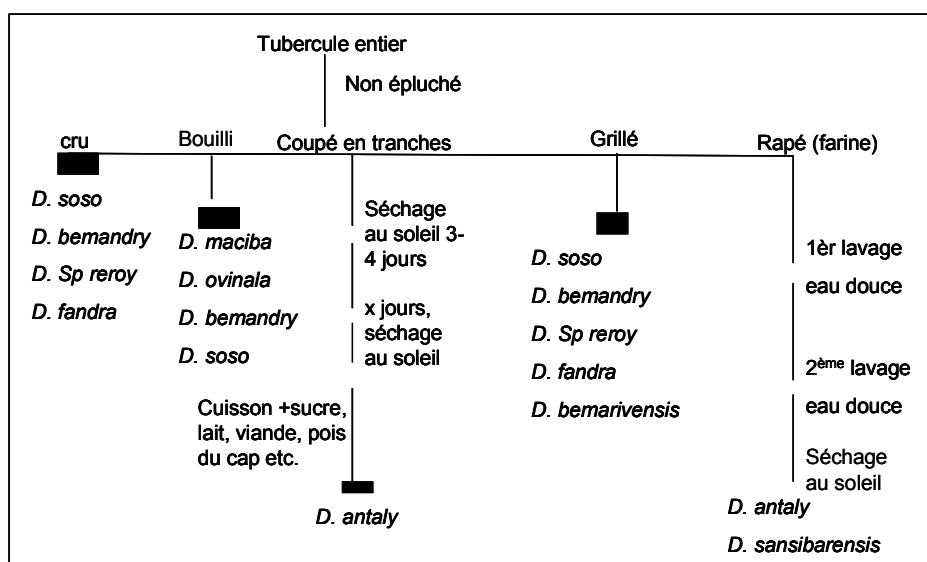 Tubercule entier
Non épluché
cru
Bouilli
Coupé en tranches
Grillé
Rapé (farine)
D. soso
D. bemandry
D. Sp reroy
D. fandra
D. maciba
D. ovinala
D. bemandry
D. soso
Séchage
au soleil 3-
4 jours
x jours,
séchage
au soleil
Cuisson +sucre,
lait, viande, pois
du cap etc.
D. antaly
D. soso
D. bemandry
D. Sp reroy
D. fandra
D. bemarivensis
1èr lavage
eau douce
2ème lavage
eau douce
Séchage
au soleil
D. antaly
D. sansibarensis